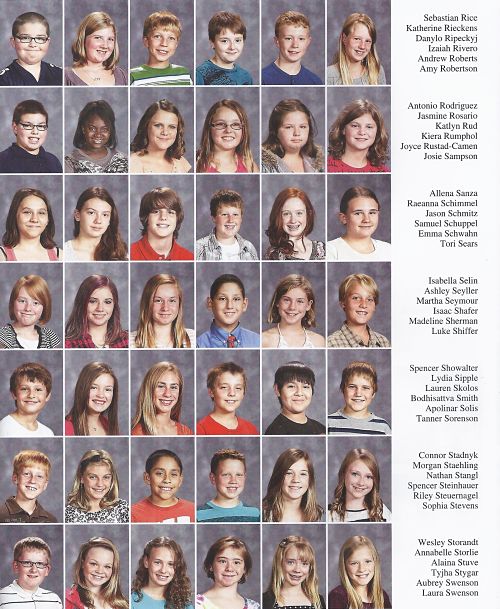 Sebastian Rice
Katherine Rieckens
Danylo Ripeckyj
Izaiah Rivero
Andrew Roberts
Amy Robertson
Antonio Rodriguez
Jasmine Rosario
Katlyn Rud
Kiera Rumphol
Joyce Rustad-Camen
Josie Sampson
Allena Sanza
Raeanna Schimmel
Jason Schmitz
Samuel Schuppel
Emma Schwahn
Tori Sears
Isabella Selin
Ashley Seyller
Martha Seymour
Isaac Shafer
Madeline Sherman
Luke Shiffer
Spencer Showalter
Lydia Sipple
Lauren Skolos
Bodhisattva Smith
Apolinar Solis
Tanner Sorenson
Connor Stadnyk
Morgan Staehling
Nathan Stangl
Spencer Steinhauer
Riley Steuernagel
Sophia Stevens
Wesley Storandt
Annabelle Storlie
Alaina Stuve
Tyjha Stygar
Aubrey Swenson
Laura Swenson